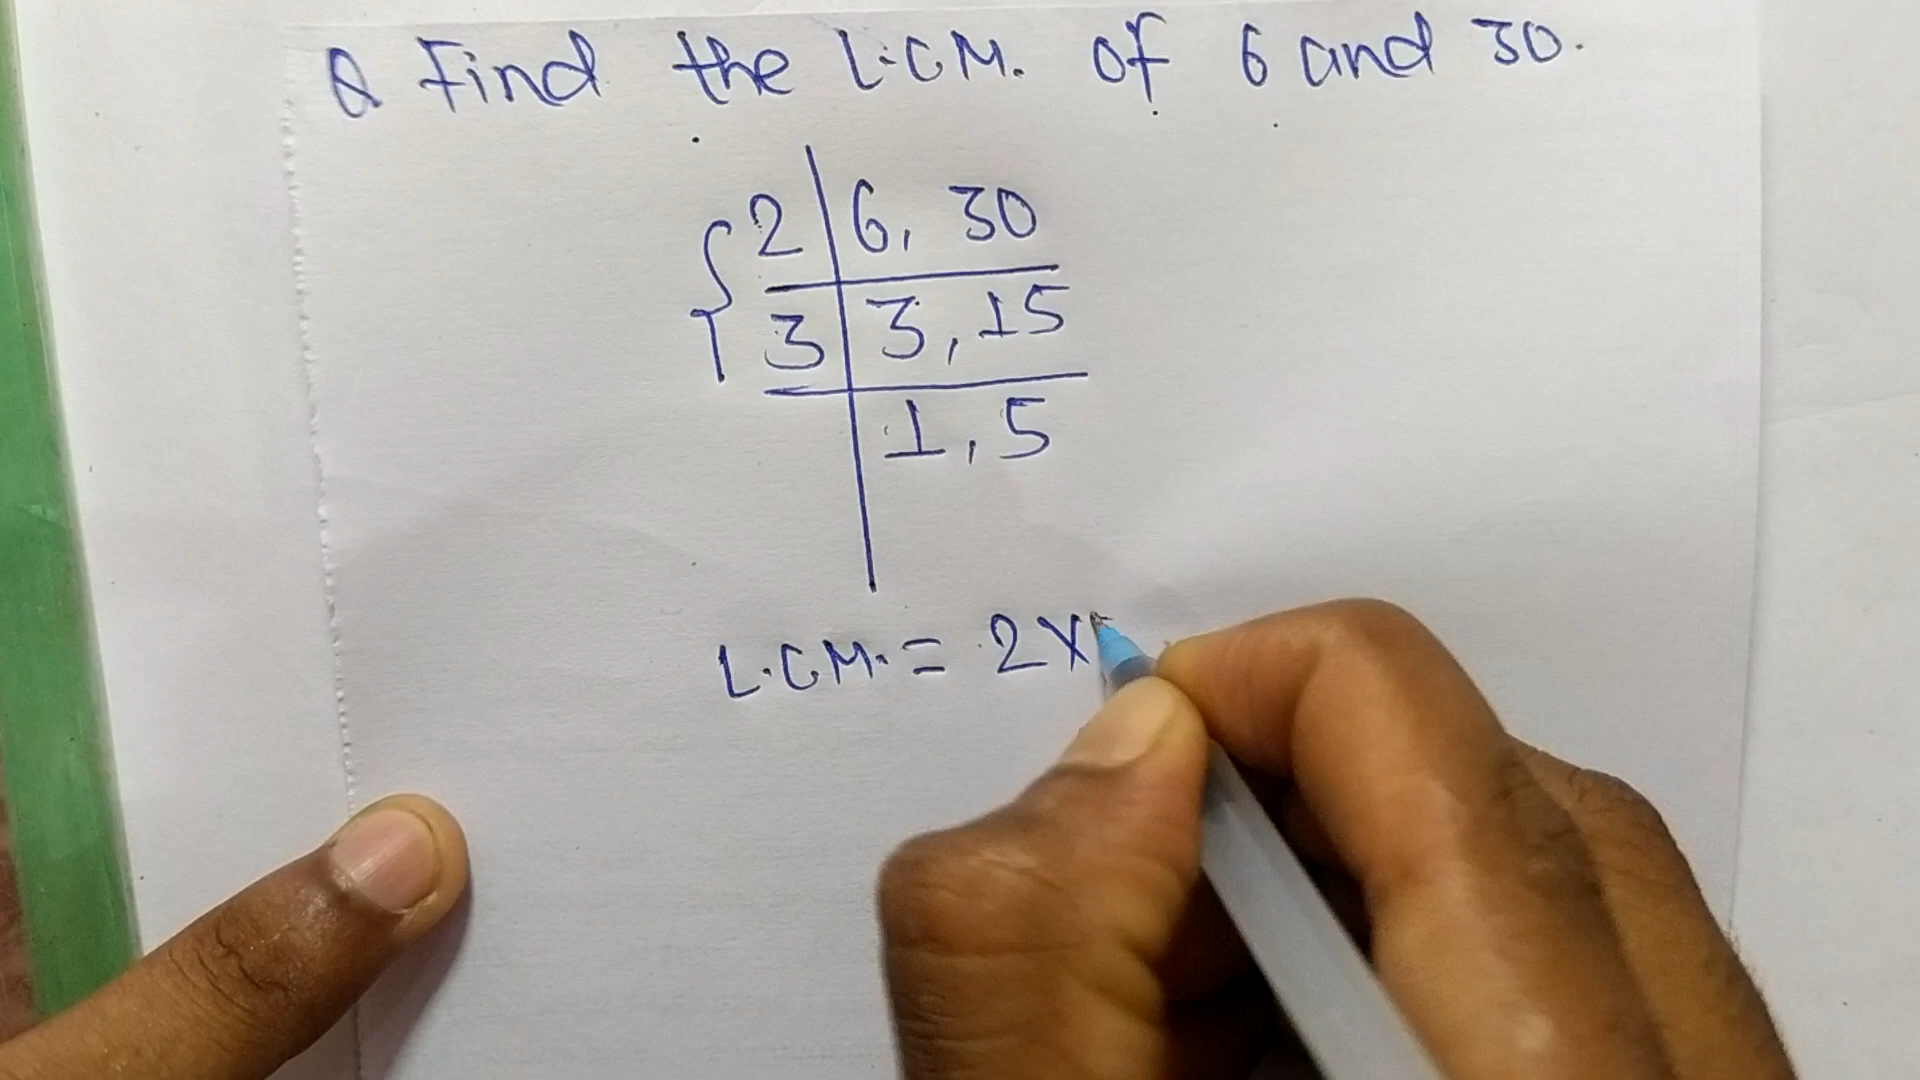 Q Find the L.C.M. of 6 and 30.
2 6, 30
3 3, 15
1, 5
L.C.M. = 2 X